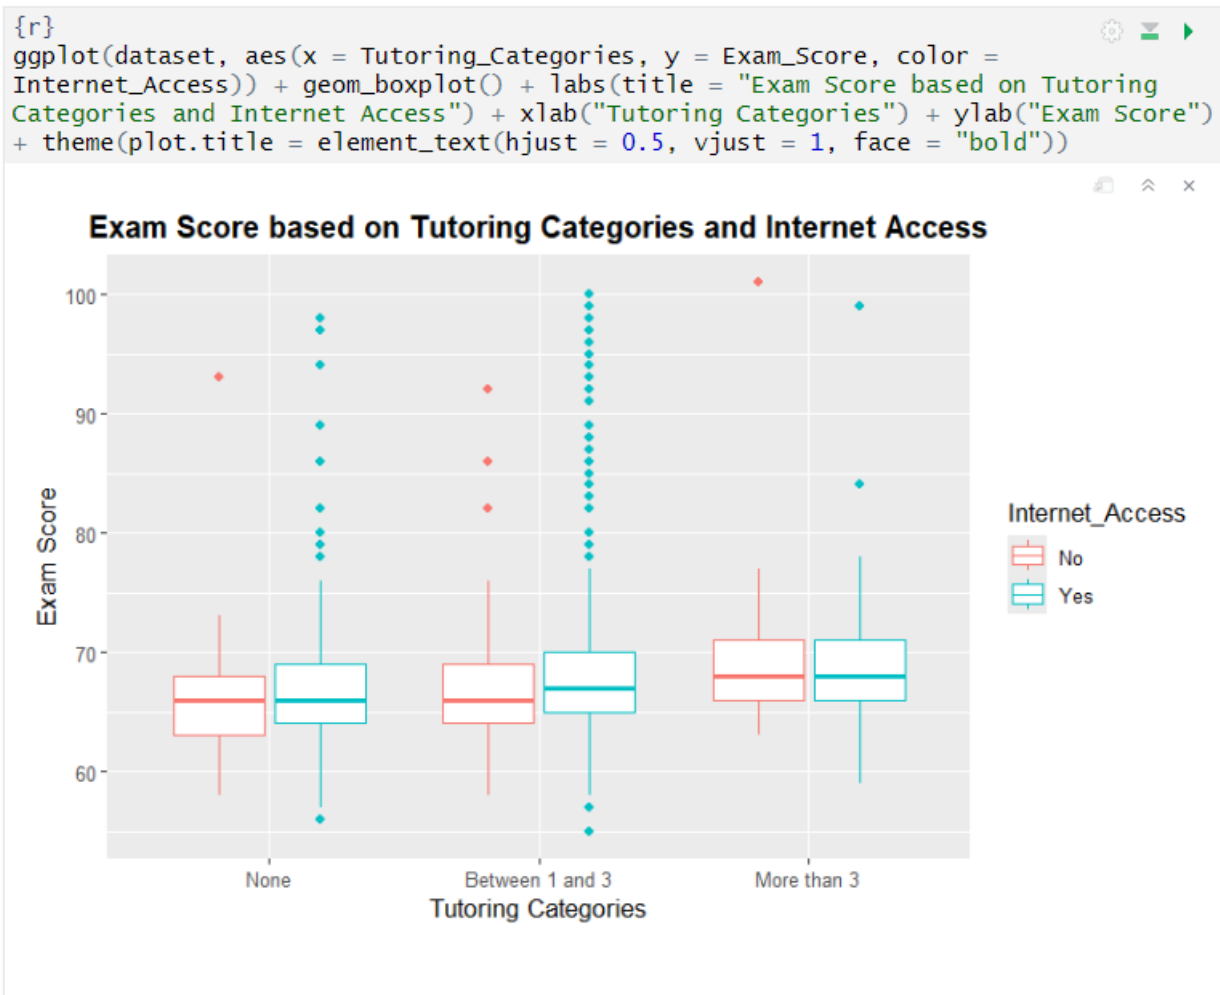 {r}
ggplot(dataset, aes(x = Tutoring_Categories, y = Exam_Score, color =
Internet_Access)) + geom_boxplot() + labs(title = "Exam Score based on Tutoring
Categories and Internet Access") + xlab("Tutoring Categories") + ylab("Exam Score")
+ theme(plot.title = element_text(hjust = 0.5, vjust = 1, face = "bold"))
Exam Score based on Tutoring Categories and Internet Access
Exam Score
100
90
80
70
60
None
Between 1 and 3
More than 3
Tutoring Categories
Internet_Access
No
Yes